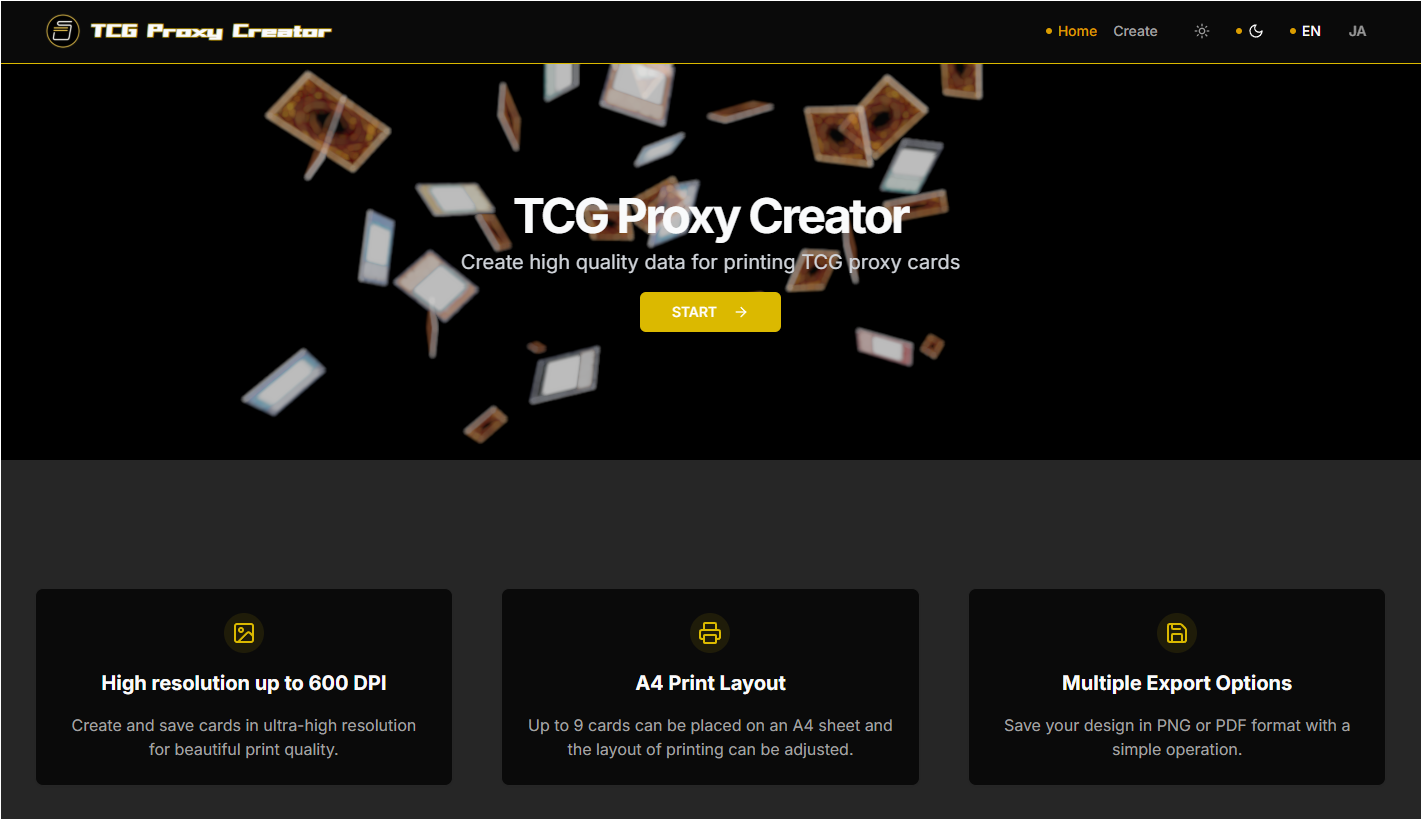 TCG Proxy Creator
Home
Create
EN
JA
TCG Proxy Creator
Create high quality data for printing TCG proxy cards
START
High resolution up to 600 DPI
Create and save cards in ultra-high resolution
for beautiful print quality.
A4 Print Layout
Up to 9 cards can be placed on an A4 sheet and
the layout of printing can be adjusted.
Multiple Export Options
Save your design in PNG or PDF format with a
simple operation.